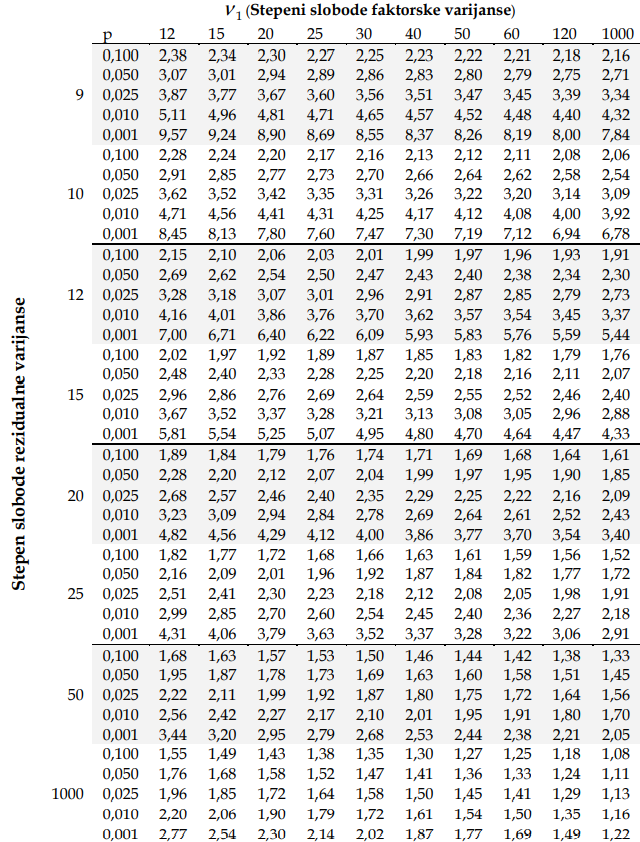 ν1 (Stepeni slobode faktorske varijanse)
p 12 15 20 25 30 40 50 60 120 1000
0,100 2,38 2,34 2,30 2,27 2,25 2,23 2,22 2,21 2,18 2,16
0,050 3,07 3,01 2,94 2,89 2,86 2,83 2,80 2,79 2,75 2,71
9 0,025 3,87 3,77 3,67 3,60 3,56 3,51 3,47 3,45 3,39 3,34
0,010 5,11 4,96 4,81 4,71 4,65 4,57 4,52 4,48 4,40 4,32
0,001 9,57 9,24 8,90 8,69 8,55 8,37 8,26 8,19 8,00 7,84
0,100 2,28 2,24 2,20 2,17 2,16 2,13 2,12 2,11 2,08 2,06
0,050 2,91 2,85 2,77 2,73 2,70 2,66 2,64 2,62 2,58 2,54
10 0,025 3,62 3,52 3,42 3,35 3,31 3,26 3,22 3,20 3,14 3,09
0,010 4,71 4,56 4,41 4,31 4,25 4,17 4,12 4,08 4,00 3,92
0,001 8,45 8,13 7,80 7,60 7,47 7,30 7,19 7,12 6,94 6,78
0,100 2,15 2,10 2,06 2,03 2,01 1,99 1,97 1,96 1,93 1,91
0,050 2,69 2,62 2,54 2,50 2,47 2,43 2,40 2,38 2,34 2,30
12 0,025 3,28 3,18 3,07 3,01 2,96 2,91 2,87 2,85 2,79 2,73
0,010 4,16 4,01 3,86 3,76 3,70 3,62 3,57 3,54 3,45 3,37
0,001 7,00 6,71 6,40 6,22 6,09 5,93 5,83 5,76 5,59 5,44
0,100 2,02 1,97 1,92 1,89 1,87 1,85 1,83 1,82 1,79 1,76
0,050 2,48 2,40 2,33 2,28 2,25 2,20 2,18 2,16 2,11 2,07
15 0,025 2,96 2,86 2,76 2,69 2,64 2,59 2,55 2,52 2,46 2,40
0,010 3,67 3,52 3,37 3,28 3,21 3,13 3,08 3,05 2,96 2,88
0,001 5,81 5,54 5,25 5,07 4,95 4,80 4,70 4,64 4,47 4,33
0,100 1,89 1,84 1,79 1,76 1,74 1,71 1,69 1,68 1,64 1,61
0,050 2,28 2,20 2,12 2,07 2,04 1,99 1,97 1,95 1,90 1,85
20 0,025 2,68 2,57 2,46 2,40 2,35 2,29 2,25 2,22 2,16 2,09
0,010 3,23 3,09 2,94 2,84 2,78 2,69 2,64 2,61 2,52 2,43
0,001 4,82 4,56 4,29 4,12 4,00 3,86 3,77 3,70 3,54 3,40
0,100 1,82 1,77 1,72 1,68 1,66 1,63 1,61 1,59 1,56 1,52
0,050 2,16 2,09 2,01 1,96 1,92 1,87 1,84 1,82 1,77 1,72
25 0,025 2,51 2,41 2,30 2,23 2,18 2,12 2,08 2,05 1,98 1,91
0,010 2,99 2,85 2,70 2,60 2,54 2,45 2,40 2,36 2,27 2,18
0,001 4,31 4,06 3,79 3,63 3,52 3,37 3,28 3,22 3,06 2,91
0,100 1,68 1,63 1,57 1,53 1,50 1,46 1,44 1,42 1,38 1,33
0,050 1,95 1,87 1,78 1,73 1,69 1,63 1,60 1,58 1,51 1,45
50 0,025 2,22 2,11 1,99 1,92 1,87 1,80 1,75 1,72 1,64 1,56
0,010 2,56 2,42 2,27 2,17 2,10 2,01 1,95 1,91 1,80 1,70
0,001 3,44 3,20 2,95 2,79 2,68 2,53 2,44 2,38 2,21 2,05
0,100 1,55 1,49 1,43 1,38 1,35 1,30 1,27 1,25 1,18 1,08
0,050 1,76 1,68 1,58 1,52 1,47 1,41 1,36 1,33 1,24 1,11
1000 0,025 1,96 1,85 1,72 1,64 1,58 1,50 1,45 1,41 1,29 1,13
0,010 2,20 2,06 1,90 1,79 1,72 1,61 1,54 1,50 1,35 1,16
0,001 2,77 2,54 2,30 2,14 2,02 1,87 1,77 1,69 1,49 1,22
Stepen slobode rezidualne varijanse